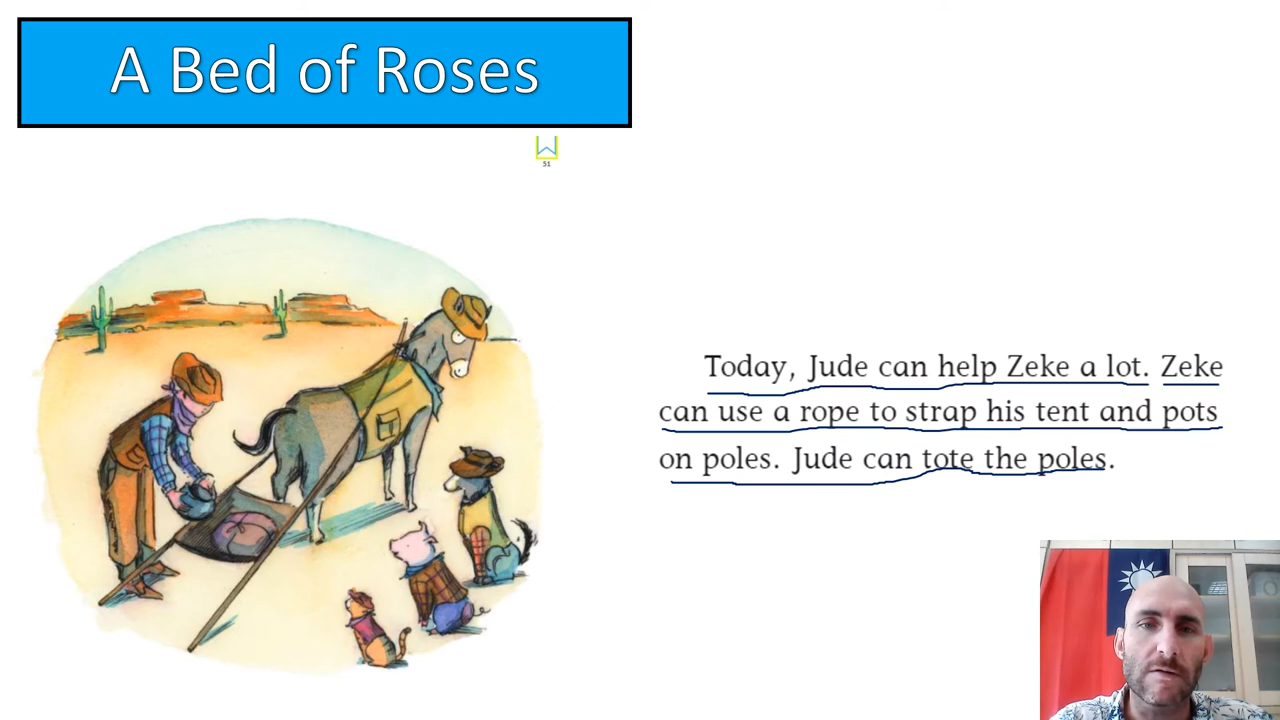 A Bed of Roses
51
Today, Jude can help Zeke a lot. Zeke
can use a rope to strap his tent and pots
on poles. Jude can tote the poles.